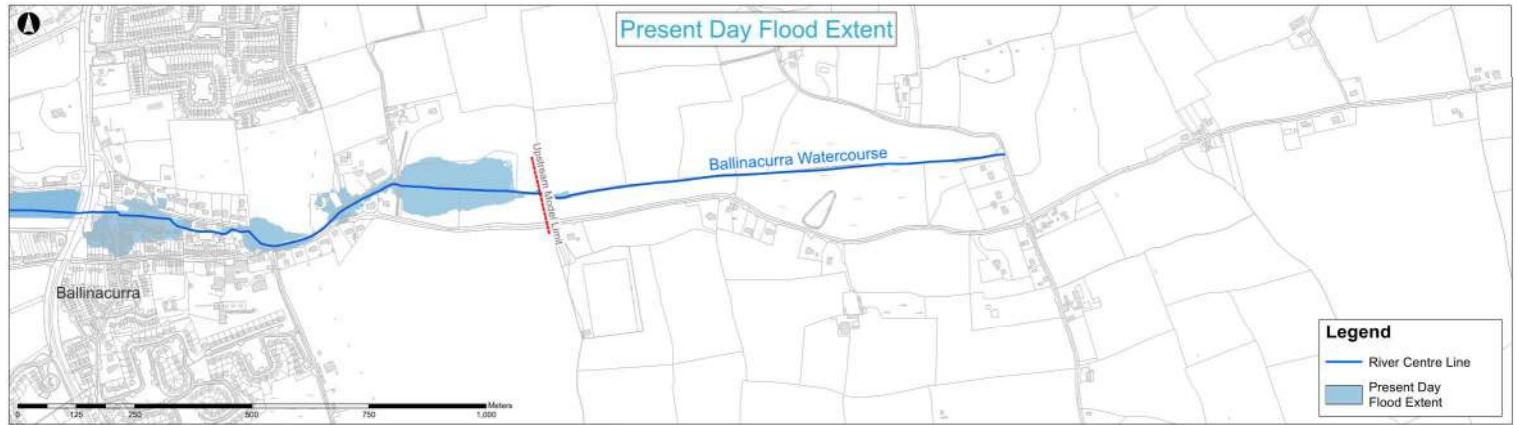 Present Day Flood Extent
Upstream Model Limit
Ballinacurra Watercourse
Ballinacurra
Legend
River Centre Line
Present Day
Flood Extent
0 125 250 500 750 1,000 Meters